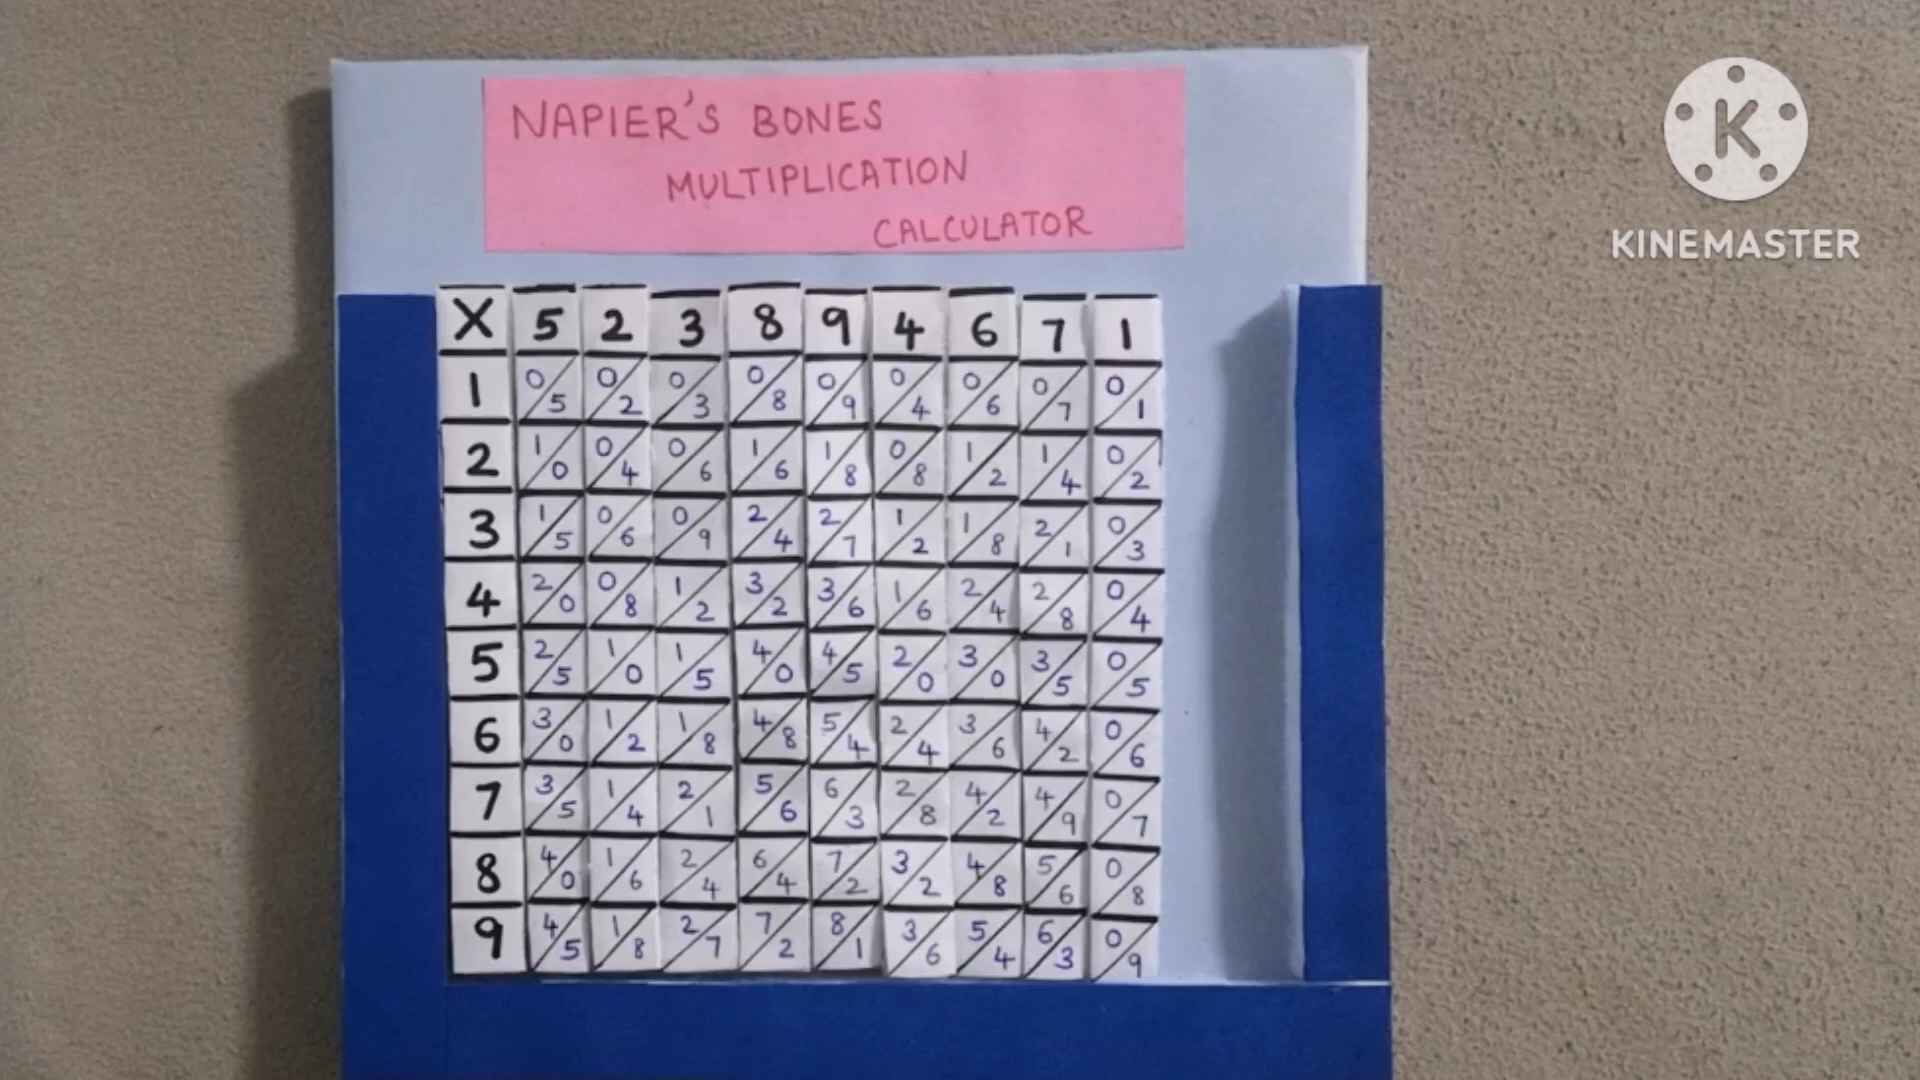 NAPIER'S BONES
MULTIPLICATION
CALCULATOR
K
KINEMASTER
X 5 2 3 8 9 4 6 7 1
1 0/5 0/2 0/3 0/8 0/9 0/4 0/6 0/7 0/1
2 1/0 0/4 0/6 1/6 1/8 0/8 1/2 1/4 0/2
3 1/5 0/6 0/9 2/4 2/7 1/2 1/8 2/1 0/3
4 2/0 0/8 1/2 3/2 3/6 1/6 2/4 2/8 0/4
5 2/5 1/0 1/5 4/0 4/5 2/0 3/0 3/5 0/5
6 3/0 1/2 1/8 4/8 5/4 2/4 3/6 4/2 0/6
7 3/5 1/4 2/1 5/6 6/3 2/8 4/2 4/9 0/7
8 4/0 1/6 2/4 6/4 7/2 3/2 4/8 5/6 0/8
9 4/5 1/8 2/7 7/2 8/1 3/6 5/4 6/3 0/9